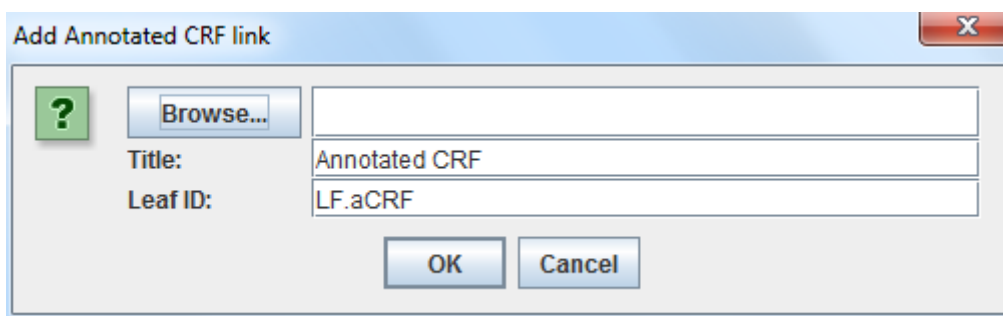 Add Annotated CRF link
x
?
Browse...
Title: Annotated CRF
Leaf ID: LF.aCRF
OK Cancel